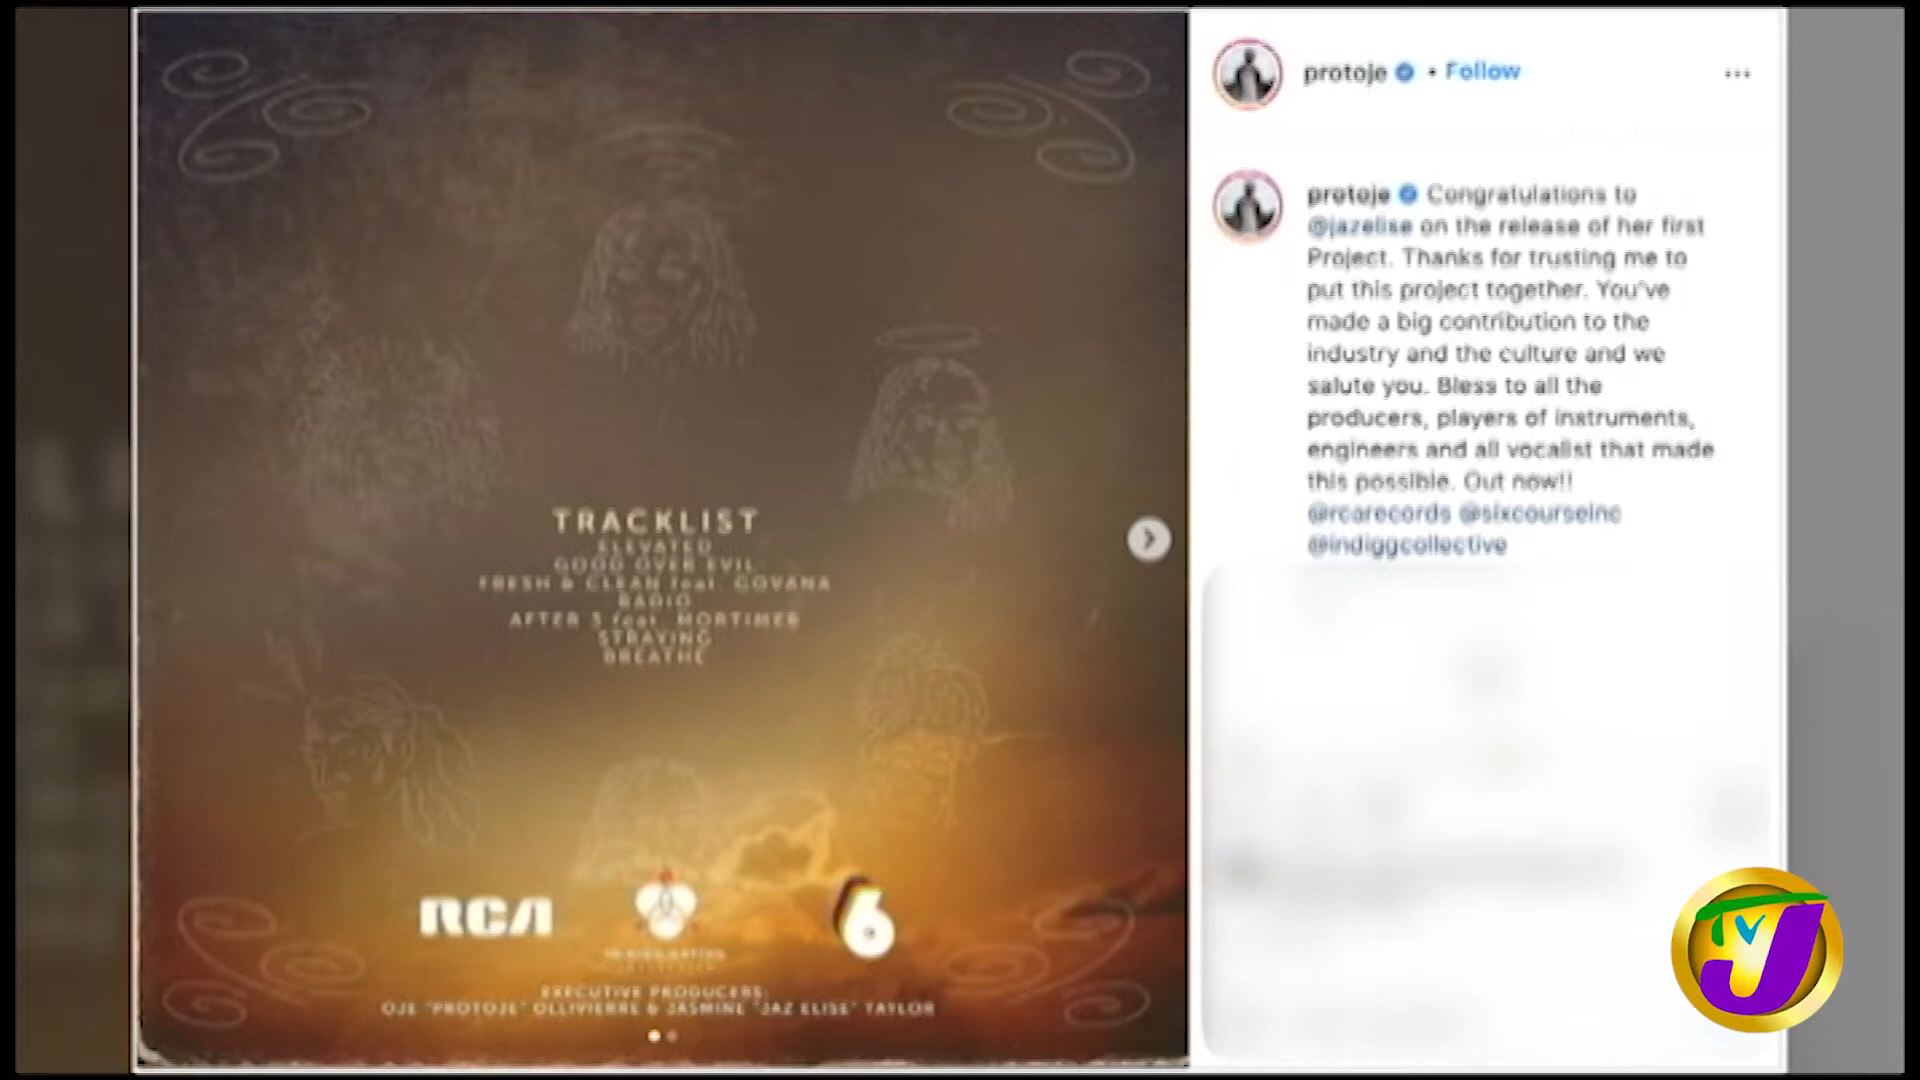 TRACKLIST
ELEVATED
GOOD OVER EVIL
FRESH & CLEAN feat. GOVANA
RADIO
AFTER 5 feat. MORTIMER
STRAYING
BREATHE
RCA
6
EXECUTIVE PRODUCERS:
OJE "PROTOJE" OLLIVIERRE & JASMINE "JAZ ELISE" TAYLOR
protoje • Follow
protoje Congratulations to
@jazelise on the release of her first
Project. Thanks for trusting me to
put this project together. You've
made a big contribution to the
industry and the culture and we
salute you. Bless to all the
producers, players of instruments,
engineers and all vocalist that made
this possible. Out now!!
@rcarecords @sixcourseinc
@indiggcollective
TVJ